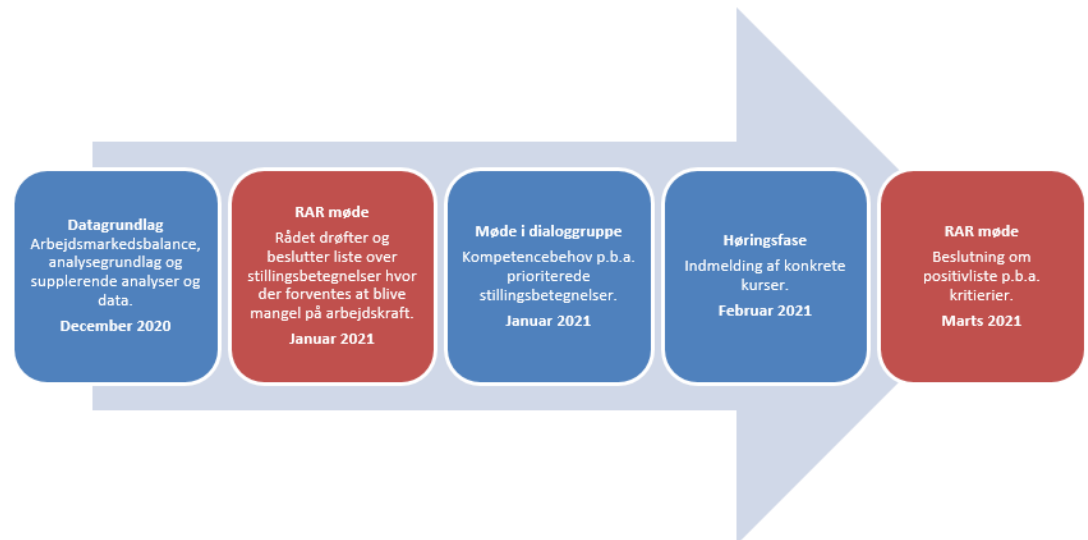 Datagrundlag
Arbejdsmarkedsbalance,
analysegrundlag og
supplerende analyser og
data.
December 2020
RAR møde
Rådet drøfter og
beslutter liste over
stillingsbetegnelser hvor
der forventes at blive
mangel på arbejdskraft.
Januar 2021
Møde i dialoggruppe
Kompetencebehov p.b.a.
prioriterede
stillingsbetegnelser.
Januar 2021
Høringsfase
Indmelding af konkrete
kurser.
Februar 2021
RAR møde
Beslutning om
positivliste p.b.a.
kritierier.
Marts 2021